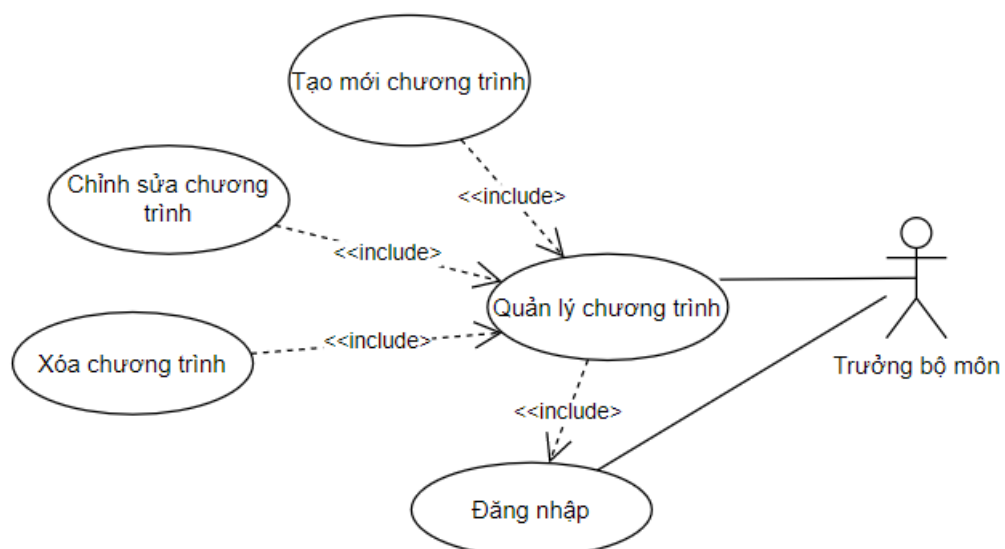 Tạo mới chương trình
Chỉnh sửa chương
trình
<<include>
<<include>
Quản lý chương trình
Xóa chương trình
<<include>
Trưởng bộ môn
<<include>
Đăng nhập